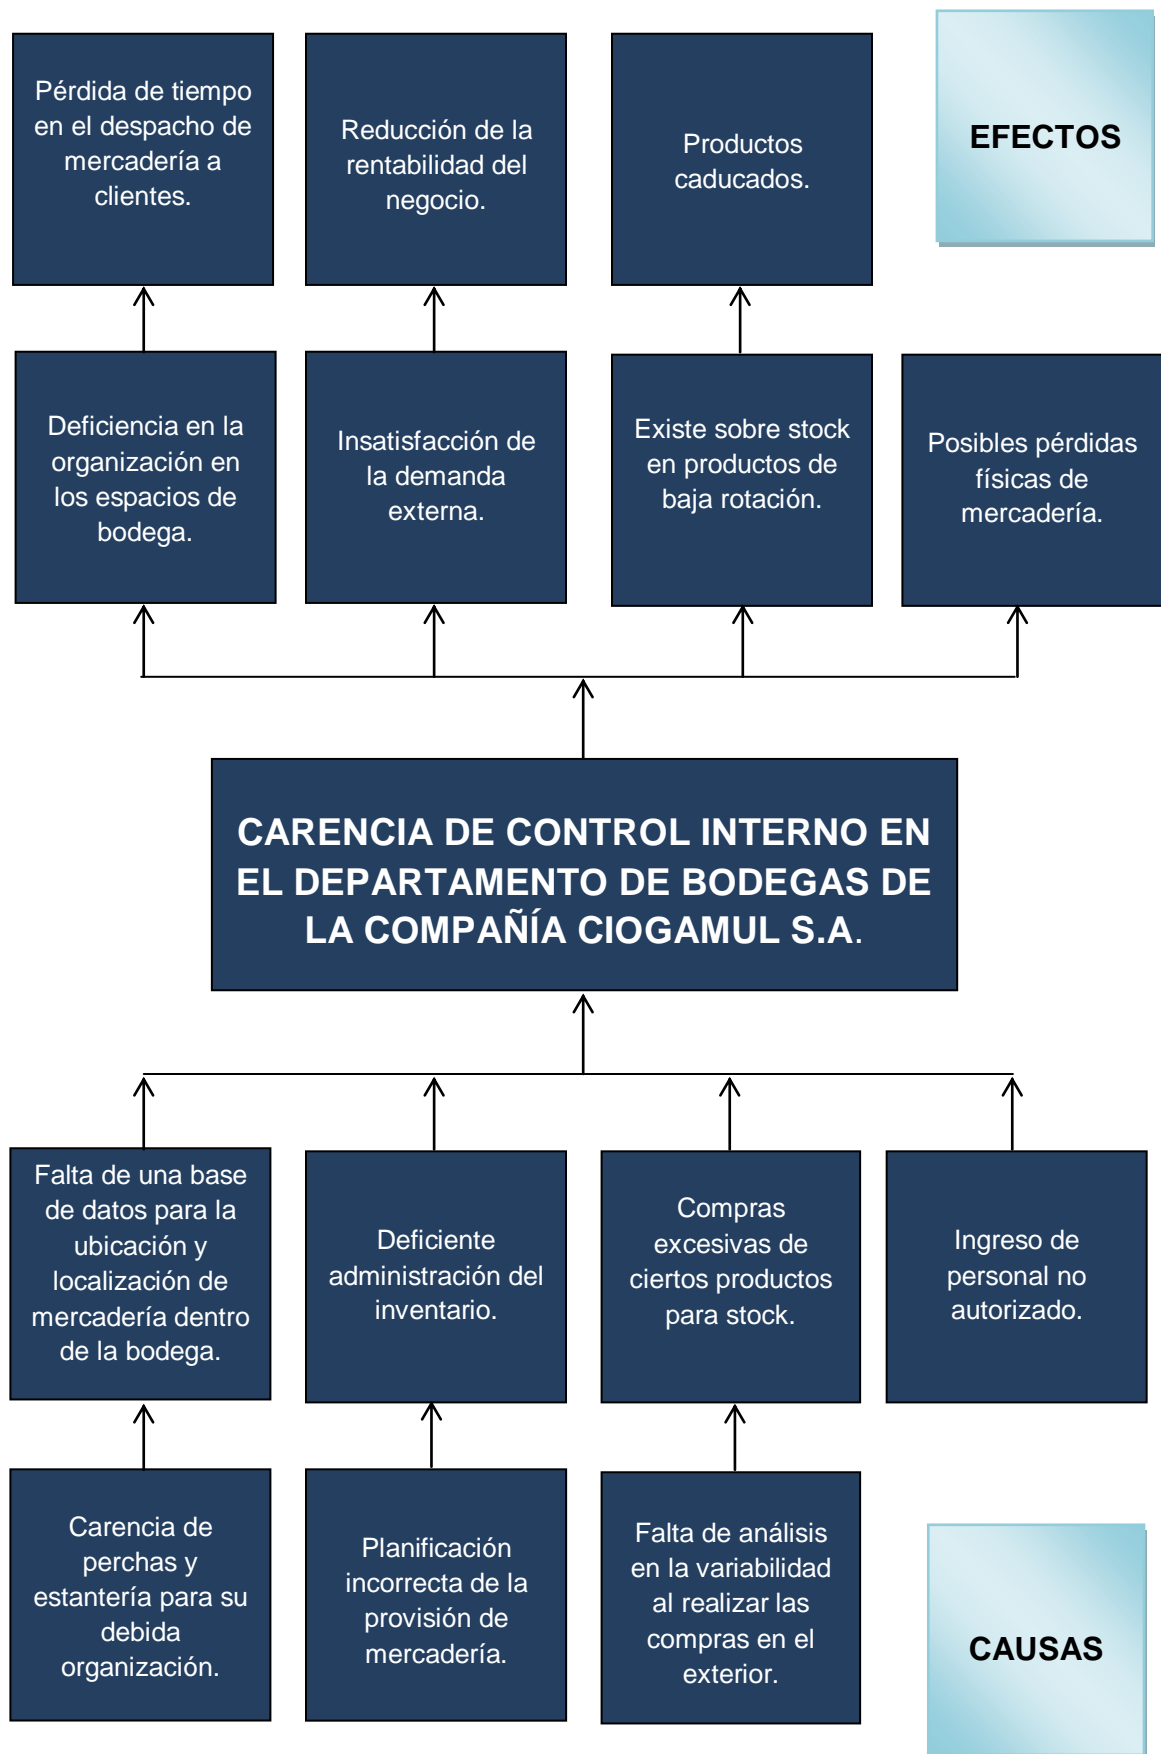 Pérdida de tiempo
en el despacho de
mercadería a
clientes.
Reducción de la
rentabilidad del
negocio.
Productos
caducados.
EFECTOS
Deficiencia en la
organización en
los espacios de
bodega.
Insatisfacción de
la demanda
externa.
Existe sobre stock
en productos de
baja rotación.
Posibles pérdidas
físicas de
mercadería.
CARENCIA DE CONTROL INTERNO EN
EL DEPARTAMENTO DE BODEGAS DE
LA COMPAÑÍA CIOGAMUL S.A.
Falta de una base
de datos para la
ubicación y
localización de
mercadería dentro
de la bodega.
Deficiente
administración del
inventario.
Compras
excesivas de
ciertos productos
para stock.
Ingreso de
personal no
autorizado.
Carencia de
perchas y
estantería para su
debida
organización.
Planificación
incorrecta de la
provisión de
mercadería.
Falta de análisis
en la variabilidad
al realizar las
compras en el
exterior.
CAUSAS